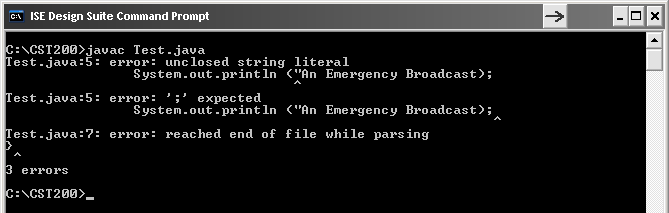 ISE Design Suite Command Prompt
C:\CST200>javac Test.java
Test.java:5: error: unclosed string literal
System.out.println ("An Emergency Broadcast);
^
Test.java:5: error: ';' expected
System.out.println ("An Emergency Broadcast);
^
Test.java:7: error: reached end of file while parsing
}
^
3 errors
C:\CST200>_